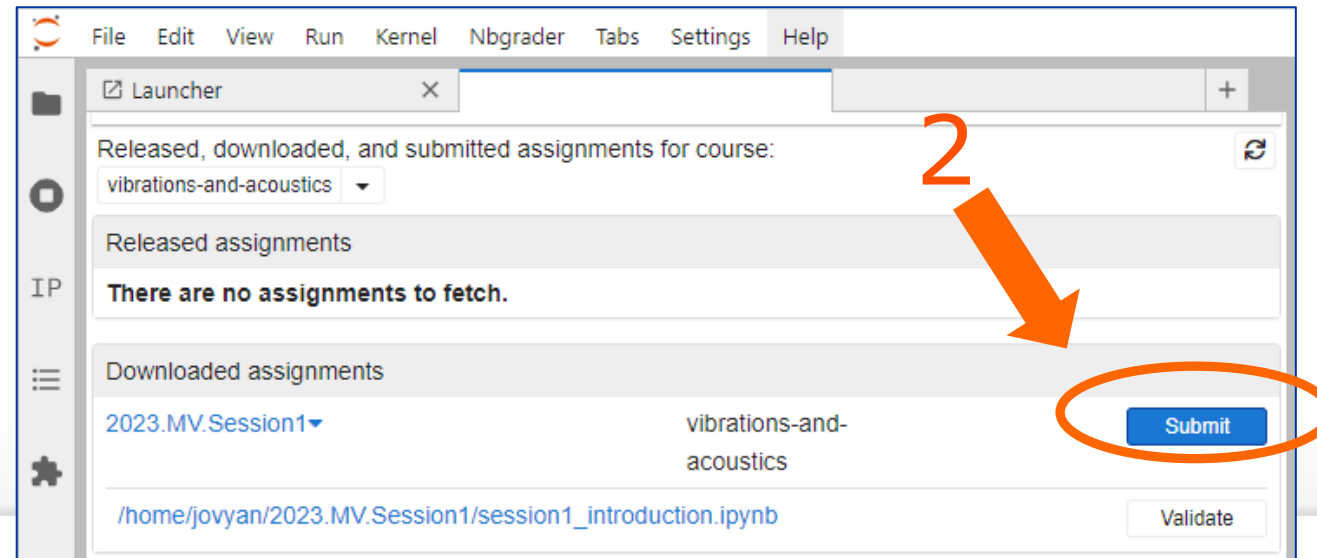 File Edit View Run Kernel Nbgrader Tabs Settings Help
Launcher
Released, downloaded, and submitted assignments for course:
vibrations-and-acoustics
2
Released assignments
IP
There are no assignments to fetch.
Downloaded assignments
2023.MV.Session1 vibrations-and- Submit
acoustics
/home/jovyan/2023.MV.Session1/session1_introduction.ipynb Validate